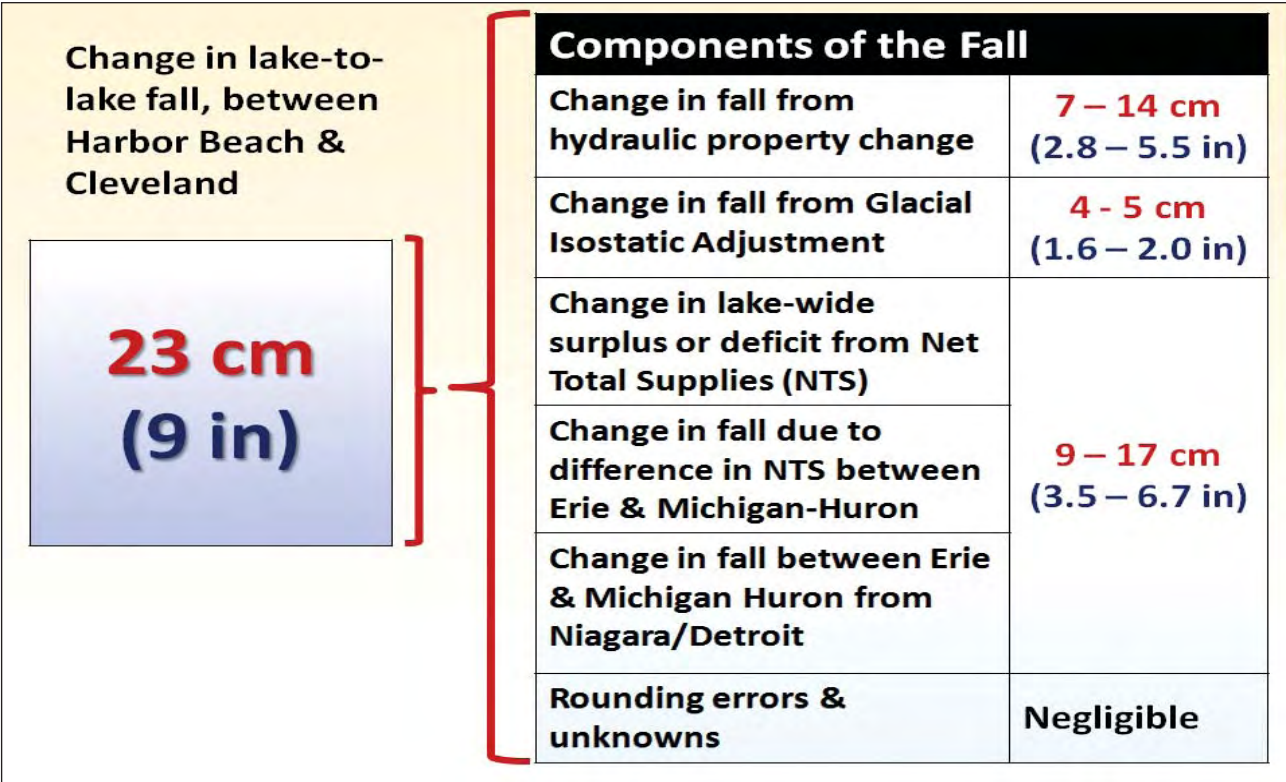 Change in lake-to-
lake fall, between
Harbor Beach &
Cleveland
23 cm
(9 in)
Components of the Fall
Change in fall from
hydraulic property change
7 – 14 cm
(2.8 – 5.5 in)
Change in fall from Glacial
Isostatic Adjustment
4 - 5 cm
(1.6 – 2.0 in)
Change in lake-wide
surplus or deficit from Net
Total Supplies (NTS)
Change in fall due to
difference in NTS between
Erie & Michigan-Huron
Change in fall between Erie
& Michigan Huron from
Niagara/Detroit
9 – 17 cm
(3.5 – 6.7 in)
Rounding errors &
unknowns
Negligible